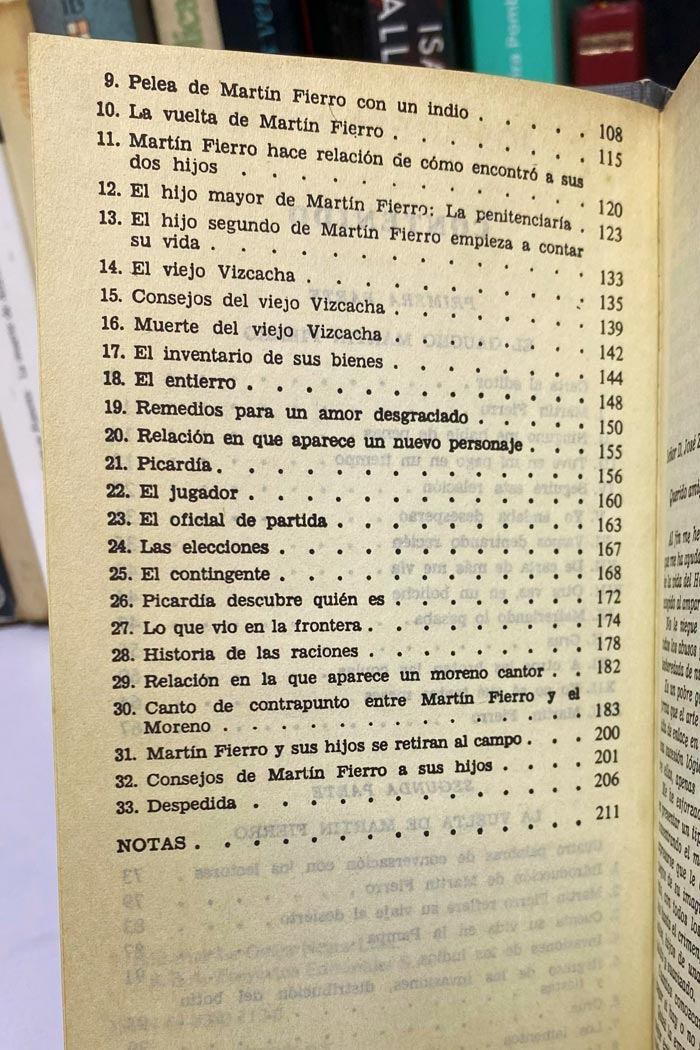 9. Pelea de Martín Fierro con un indio . . . . . 108
10. La vuelta de Martín Fierro . . . . . . . . 115
11. Martín Fierro hace relación de cómo encontró a sus
dos hijos . . . . . . . . . . . . . 120
12. El hijo mayor de Martín Fierro: La penitenciaría . 123
13. El hijo segundo de Martín Fierro empieza a contar
su vida . . . . . . . . . . . . . . 133
14. El viejo Vizcacha . . . . . . . . . . 135
15. Consejos del viejo Vizcacha . . . . . . . . 139
16. Muerte del viejo Vizcacha . . . . . . . . 142
17. El inventario de sus bienes . . . . . . . . 144
18. El entierro . . . . . . . . . . . . . 148
19. Remedios para un amor desgraciado . . . . . 150
20. Relación en que aparece un nuevo personaje . . . 155
21. Picardía . . . . . . . . . . . . . . 156
22. El jugador . . . . . . . . . . . . . 160
23. El oficial de partida . . . . . . . . . . 163
24. Las elecciones . . . . . . . . . . . . 167
25. El contingente . . . . . . . . . . . . 168
26. Picardía descubre quién es . . . . . . . . 172
27. Lo que vio en la frontera . . . . . . . . . 174
28. Historia de las raciones . . . . . . . . . 178
29. Relación en la que aparece un moreno cantor . . 182
30. Canto de contrapunto entre Martín Fierro y el
Moreno . . . . . . . . . . . . . . 183
31. Martín Fierro y sus hijos se retiran al campo . . . 200
32. Consejos de Martín Fierro a sus hijos . . . . . 201
33. Despedida . . . . . . . . . . . . . 206
NOTAS . . . . . . . . . . . . . . . 211